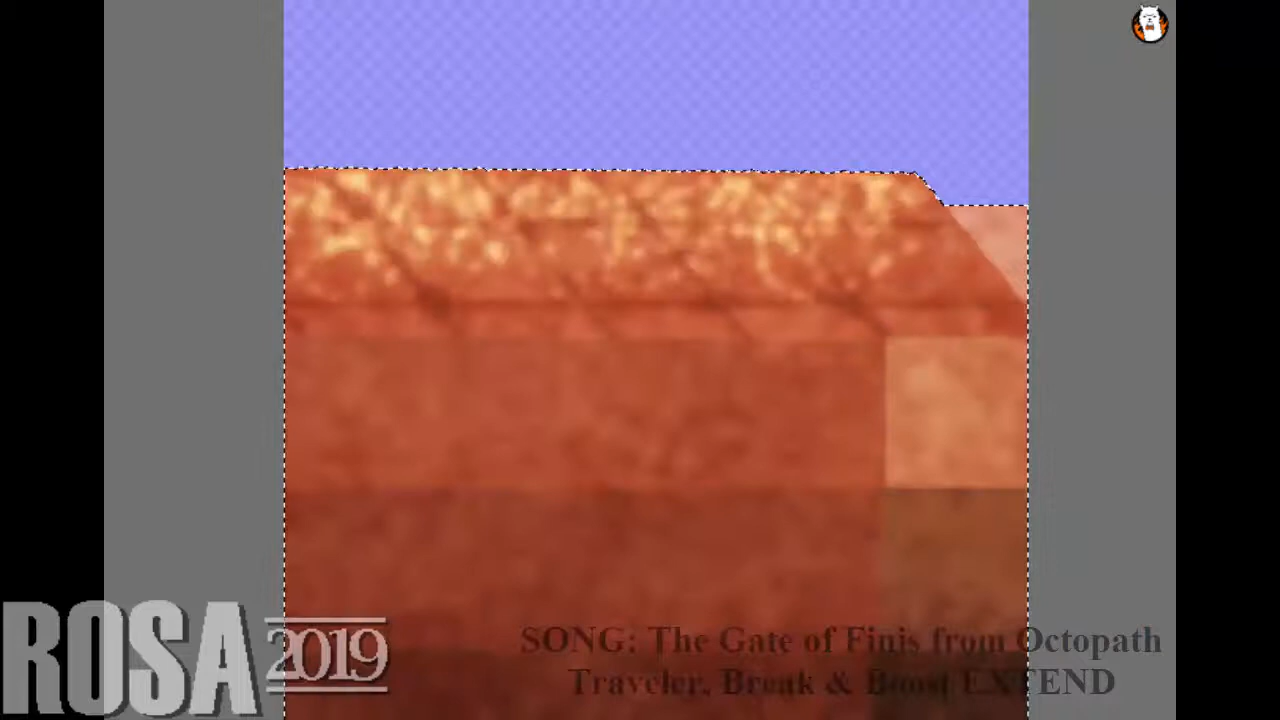 ROSA 2019
SONG: The Gate of Finis from Octopath
Traveler, Break & Boost EXTEND